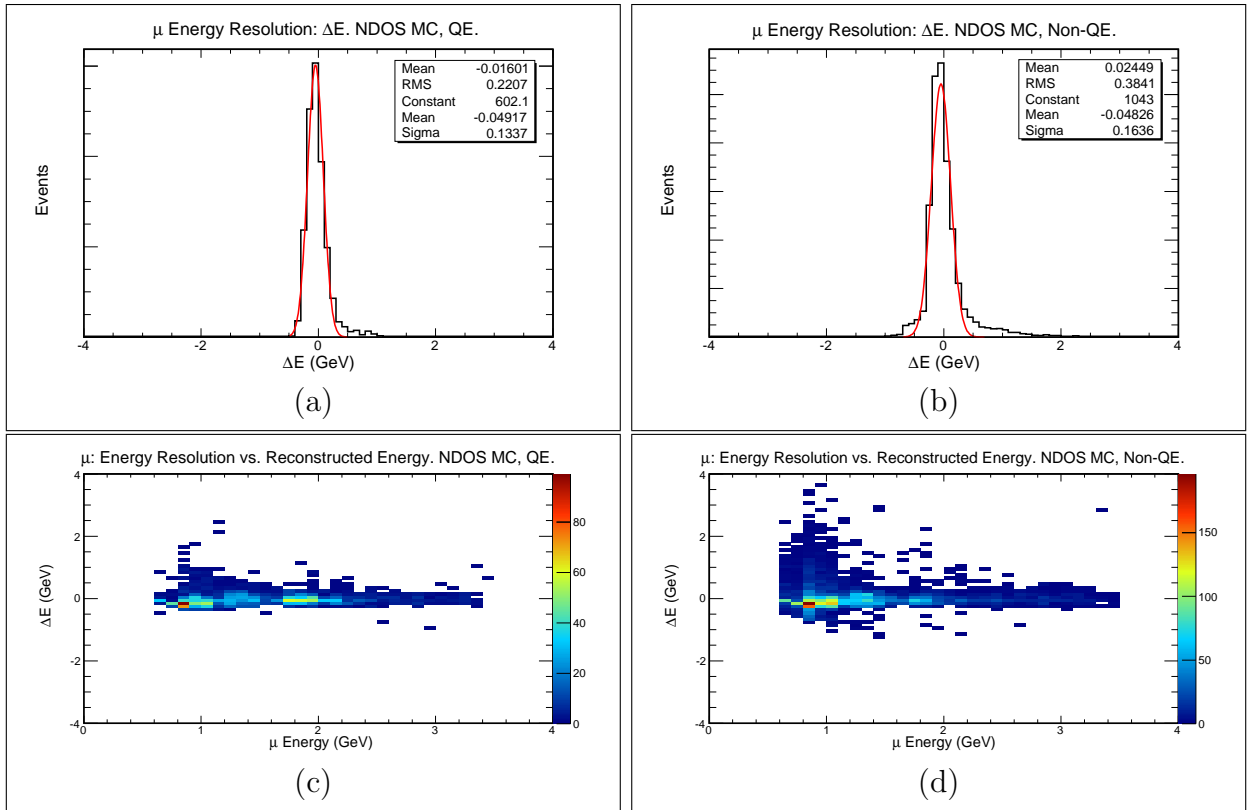 μ Energy Resolution: ΔE. NDOS MC, QE.
Mean -0.01601
RMS 0.2207
Constant 602.1
Mean -0.04917
Sigma 0.1337
Events
-4 -2 0 2 4
ΔE (GeV)
(a)
μ Energy Resolution: ΔE. NDOS MC, Non-QE.
Mean 0.02449
RMS 0.3841
Constant 1043
Mean -0.04826
Sigma 0.1636
Events
-4 -2 0 2 4
ΔE (GeV)
(b)
μ: Energy Resolution vs. Reconstructed Energy. NDOS MC, QE.
4
2
0
-2
-4
ΔE (GeV)
0 1 2 3 4
μ Energy (GeV)
80
60
40
20
0
(c)
μ: Energy Resolution vs. Reconstructed Energy. NDOS MC, Non-QE.
4
2
0
-2
-4
ΔE (GeV)
0 1 2 3 4
μ Energy (GeV)
150
100
50
0
(d)